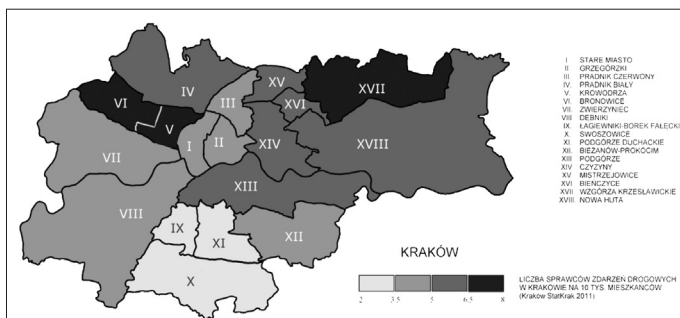 XVII
XV
IV
VI
III
XVI
V
XVIII
I
II
XIV
VII
XIII
VIII
IX
XI
XII
X
I STARE MIASTO
II GRZEGÓRZKI
III. PRĄDNIK CZERWONY
IV. PRĄDNIK BIAŁY
V. KROWODRZA
VI. BRONOWICE
VII. ZWIERZYNIEC
VIII DĘBNIKI
IX. ŁAGIEWNIKI-BOREK FAŁĘCKI
X. SWOSZOWICE
XI. PODGÓRZE DUCHACKIE
XII. BIEŻANÓW-PROKOCIM
XIII PODGÓRZE
XIV CZYŻYNY
XV MISTRZEJOWICE
XVI BIEŃCZYCE
XVII WZGÓRZA KRZESŁAWICKIE
XVIII. NOWA HUTA
KRAKÓW
2 3,5 5 6,5 8
LICZBA SPRAWCÓW ZDARZEŃ DROGOWYCH
W KRAKOWIE NA 10 TYS. MIESZKAŃCÓW
(Kraków StatKrak 2011)